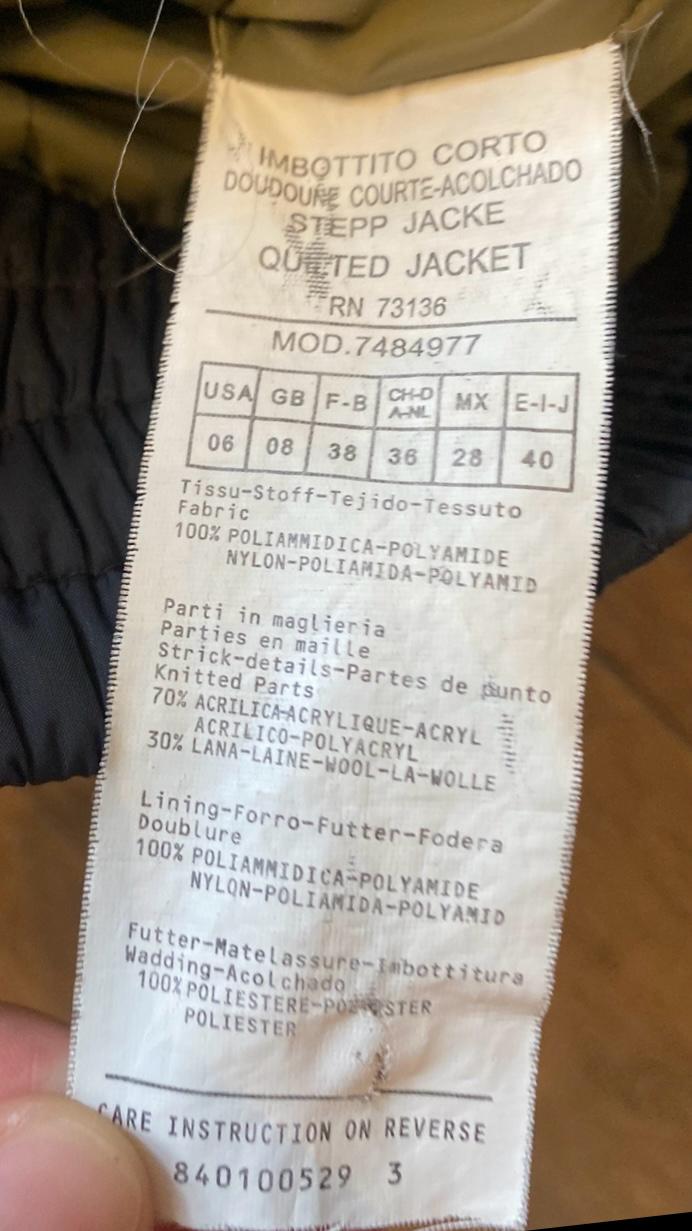 IMBOTTITO CORTO
DOUDOUNE COURTE-ACOLCHADO
STEPP JACKE
QUILTED JACKET
RN 73136
MOD.7484977
USA GB F-B CH-D A-NL MX E-I-J
06 08 38 36 28 40
Tissu-Stoff-Tejido-Tessuto
Fabric
100% POLIAMMIDICA-POLYAMIDE
NYLON-POLIAMIDA-POLYAMID
Parti in maglieria
Parties en maille
Strick-details-Partes de punto
Knitted Parts
70% ACRILICA-ACRYLIQUE-ACRYL
ACRILICO-POLYACRYL
30% LANA-LAINE-WOOL-LA-WOLLE
Lining-Forro-Futter-Fodera
Doublure
100% POLIAMMIDICA-POLYAMIDE
NYLON-POLIAMIDA-POLYAMID
Futter-Matelassure-Imbottitura
Wadding-Acolchado
100% POLIESTERE-POLYESTER
POLIESTER
CARE INSTRUCTION ON REVERSE
840100529 3